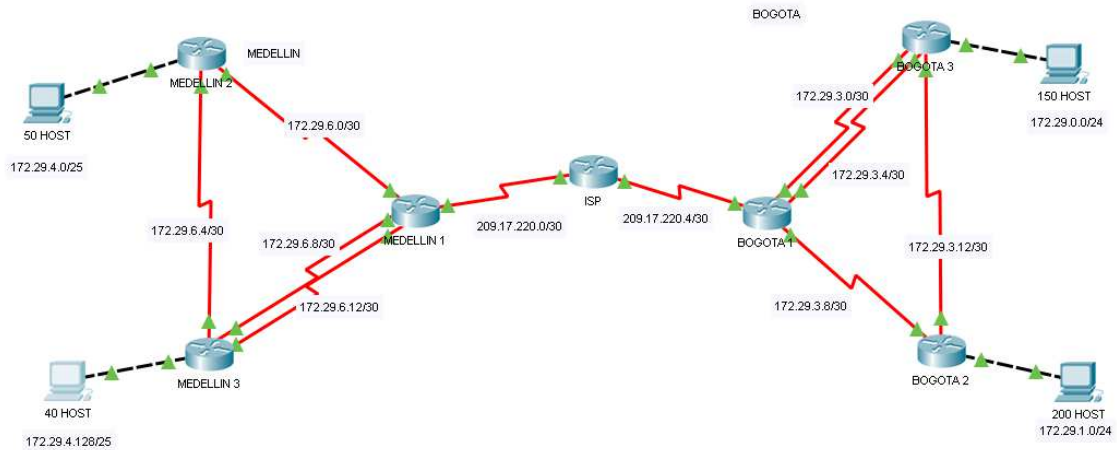 BOGOTA
MEDELLIN
MEDELLIN 2
BOGOTA 3
50 HOST
172.29.4.0/25
172.29.6.0/30
172.29.3.0/30
150 HOST
172.29.0.0/24
172.29.3.4/30
ISP
209.17.220.0/30
209.17.220.4/30
MEDELLIN 1
BOGOTA 1
172.29.6.4/30
172.29.6.8/30
172.29.3.12/30
172.29.6.12/30
172.29.3.8/30
MEDELLIN 3
BOGOTA 2
40 HOST
172.29.4.128/25
200 HOST
172.29.1.0/24